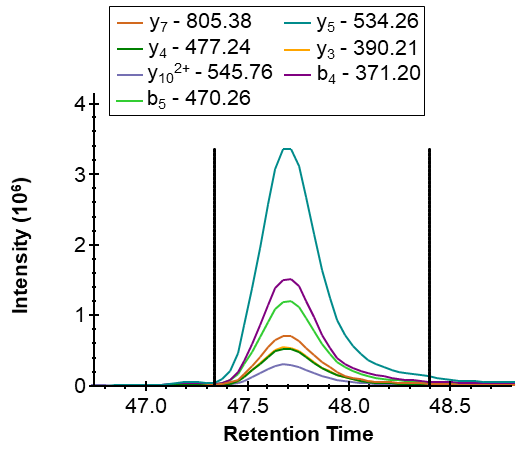 y7 - 805.38
y5 - 534.26
y4 - 477.24
y3 - 390.21
y10 2+ - 545.76
b4 - 371.20
b5 - 470.26
4
3
2
1
0
Intensity (10⁶)
47.0 47.5 48.0 48.5
Retention Time